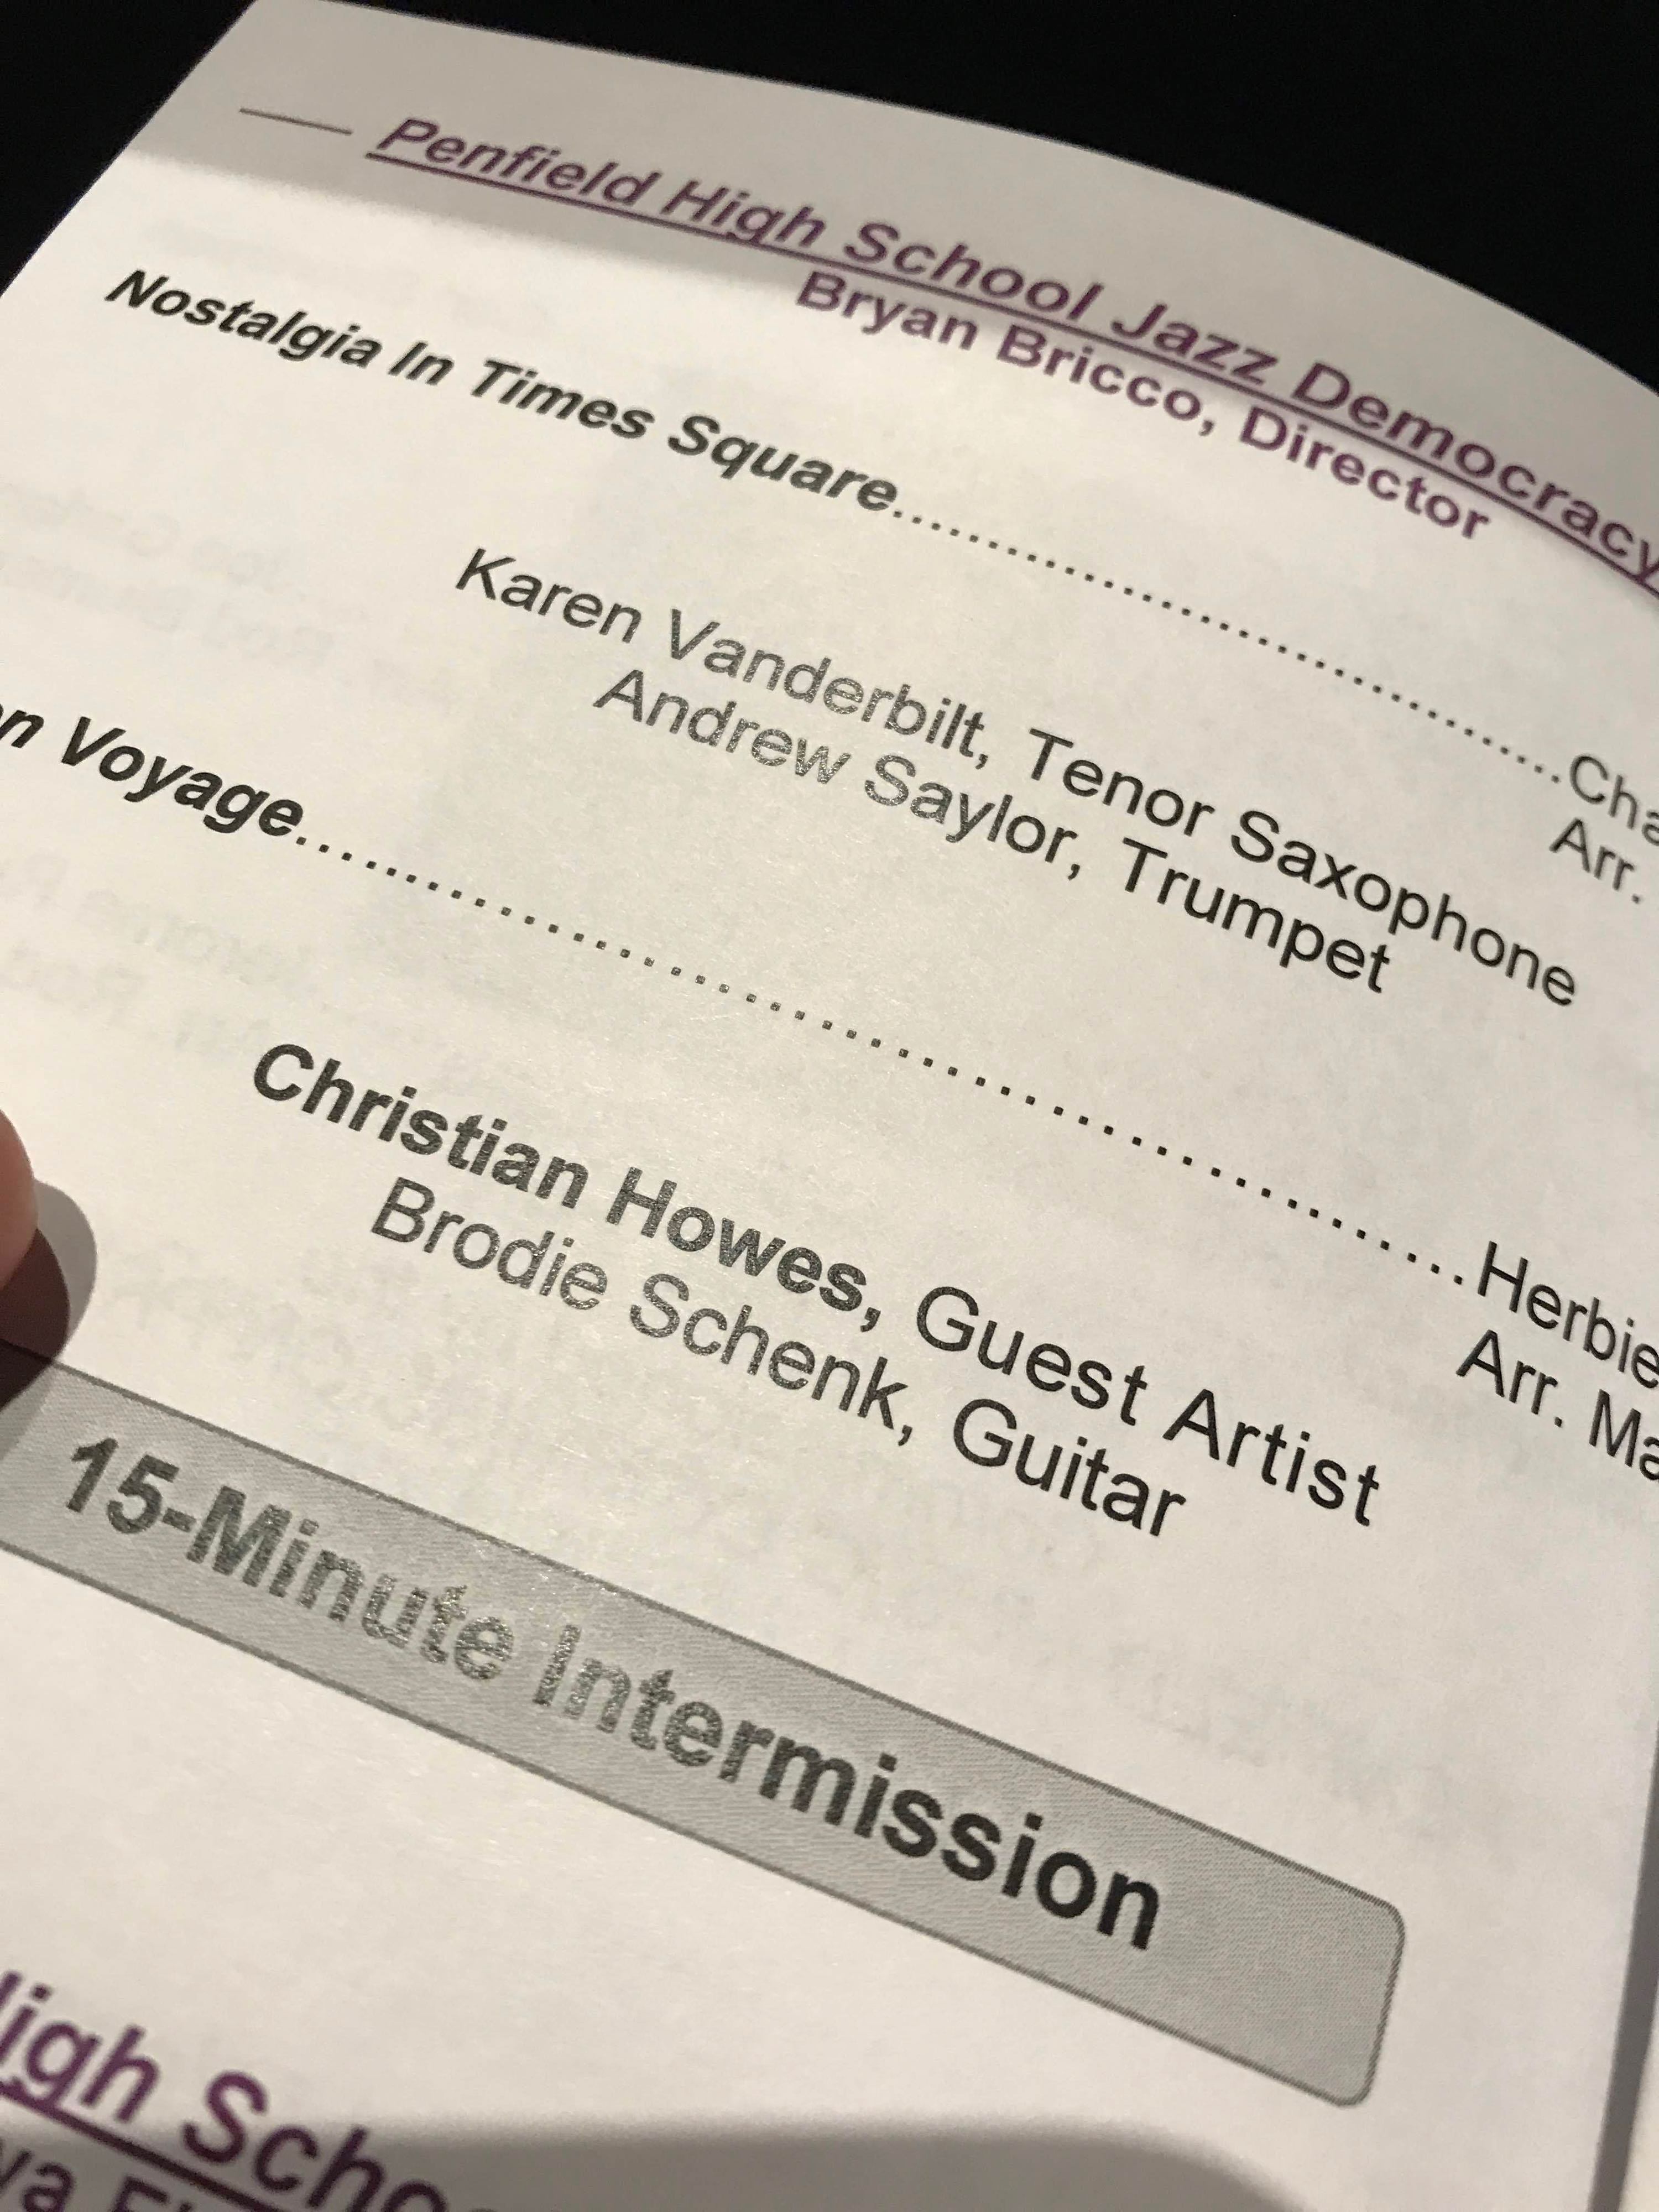 Penfield High School Jazz Democracy
Bryan Bricco, Director
Nostalgia In Times Square.......... Cha
Arr.
Karen Vanderbilt, Tenor Saxophone
Andrew Saylor, Trumpet
n Voyage.......... Herbie
Arr. Ma
Christian Howes, Guest Artist
Brodie Schenk, Guitar
15-Minute Intermission
igh Scho